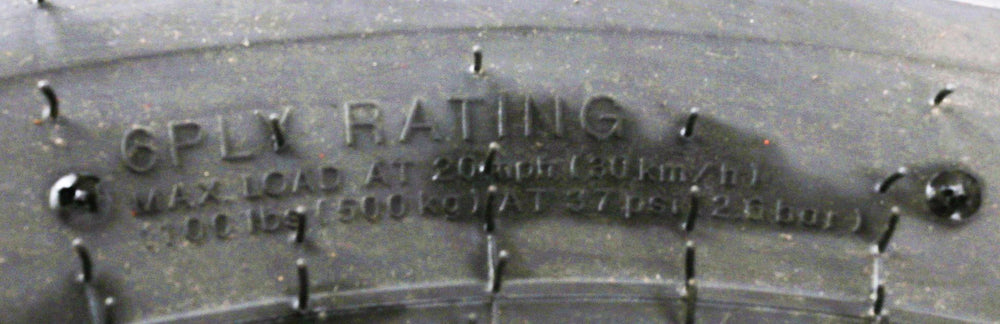 6PLY RATING
MAX. LOAD AT 20 mph (30 km/h)
1100 lbs (500 kg) AT 37 psi (2.6 bar)